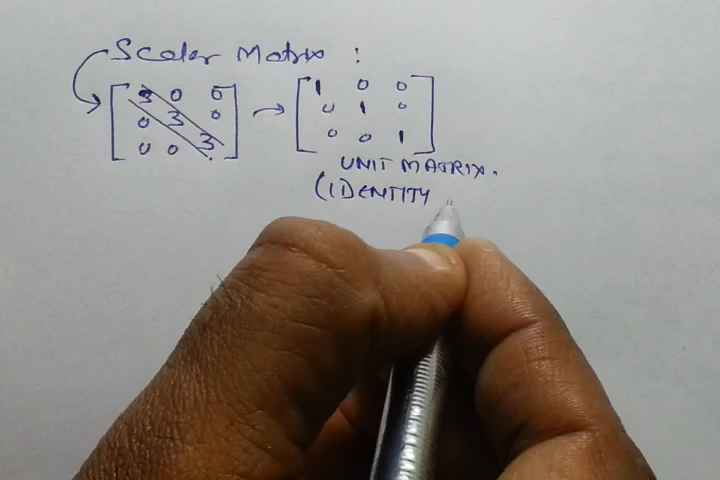 Scalar Matrix :
[3 0 0] → [1 0 0]
[0 3 0] [0 1 0]
[0 0 3] [0 0 1]
UNIT MATRIX.
(IDENTITY